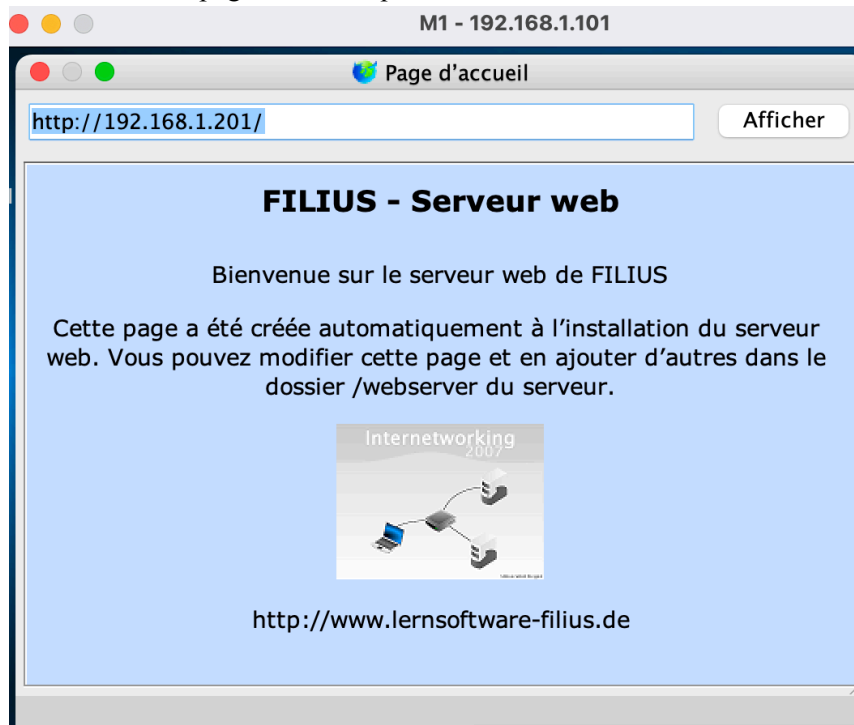 M1 - 192.168.1.101
Page d'accueil
http://192.168.1.201/
Afficher
FILIUS - Serveur web
Bienvenue sur le serveur web de FILIUS
Cette page a été créée automatiquement à l'installation du serveur
web. Vous pouvez modifier cette page et en ajouter d'autres dans le
dossier /webserver du serveur.
Internetworking
2007
http://www.lernsoftware-filius.de